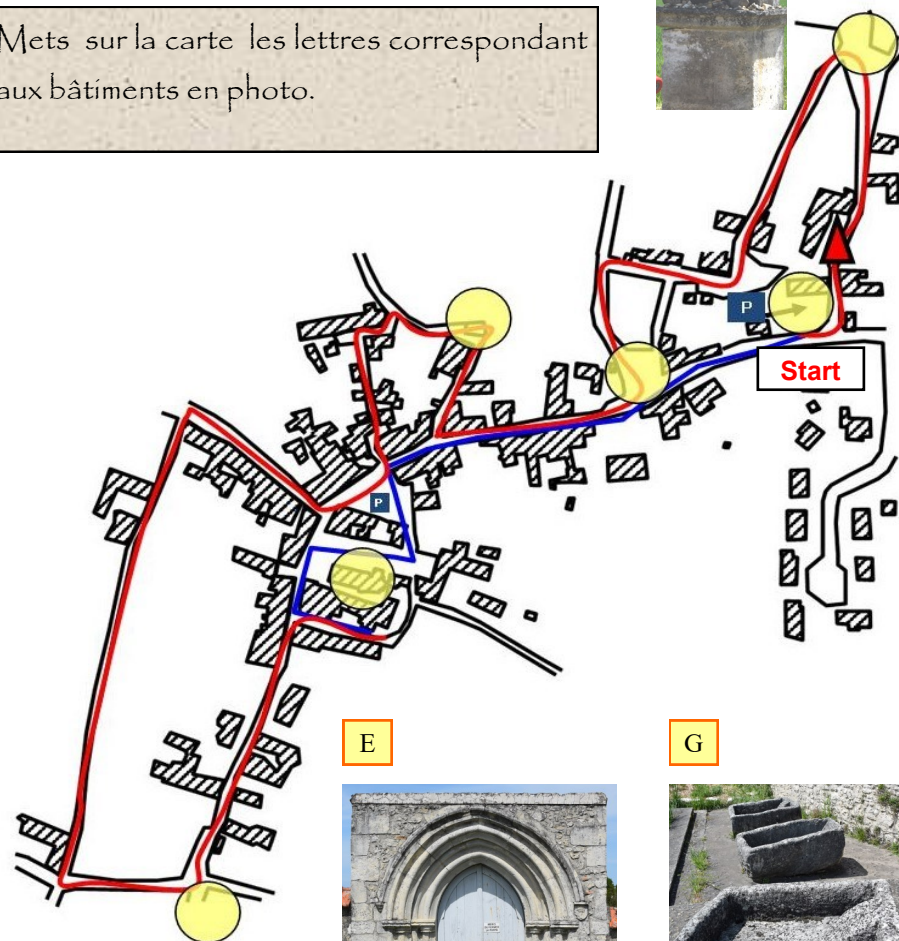 Mets sur la carte les lettres correspondant
aux bâtiments en photo.
P
Start
P
E
G